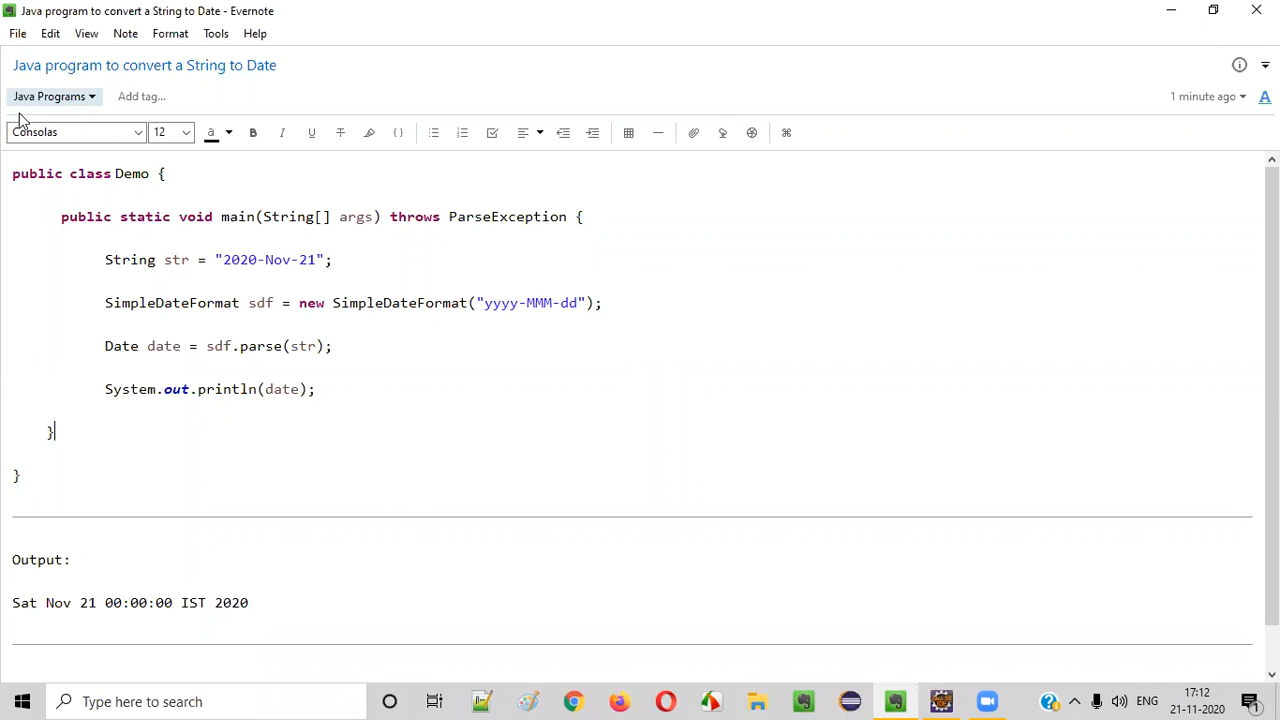 Java program to convert a String to Date - Evernote
File Edit View Note Format Tools Help
Java program to convert a String to Date
Java Programs Add tag... 1 minute ago A
Consolas 12 a B I U T { }
public class Demo {
public static void main(String[] args) throws ParseException {
String str = "2020-Nov-21";
SimpleDateFormat sdf = new SimpleDateFormat("yyyy-MMM-dd");
Date date = sdf.parse(str);
System.out.println(date);
}
}
Output:
Sat Nov 21 00:00:00 IST 2020
Type here to search ENG 17:12
21-11-2020